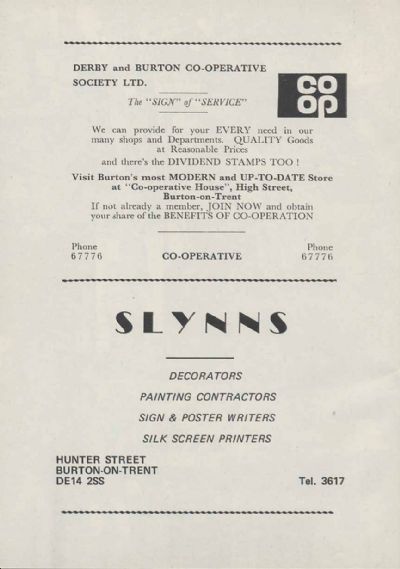 DERBY and BURTON CO-OPERATIVE
SOCIETY LTD.
CO
OP
The "SIGN" of "SERVICE"
We can provide for your EVERY need in our
many shops and Departments. QUALITY Goods
at Reasonable Prices
and there's the DIVIDEND STAMPS TOO !
Visit Burton's most MODERN and UP-TO-DATE Store
at "Co-operative House", High Street,
Burton-on-Trent
If not already a member, JOIN NOW and obtain
your share of the BENEFITS OF CO-OPERATION
Phone Phone
67776 CO-OPERATIVE 67776
SLYNNS
DECORATORS
PAINTING CONTRACTORS
SIGN & POSTER WRITERS
SILK SCREEN PRINTERS
HUNTER STREET
BURTON-ON-TRENT
DE14 2SS Tel. 3617